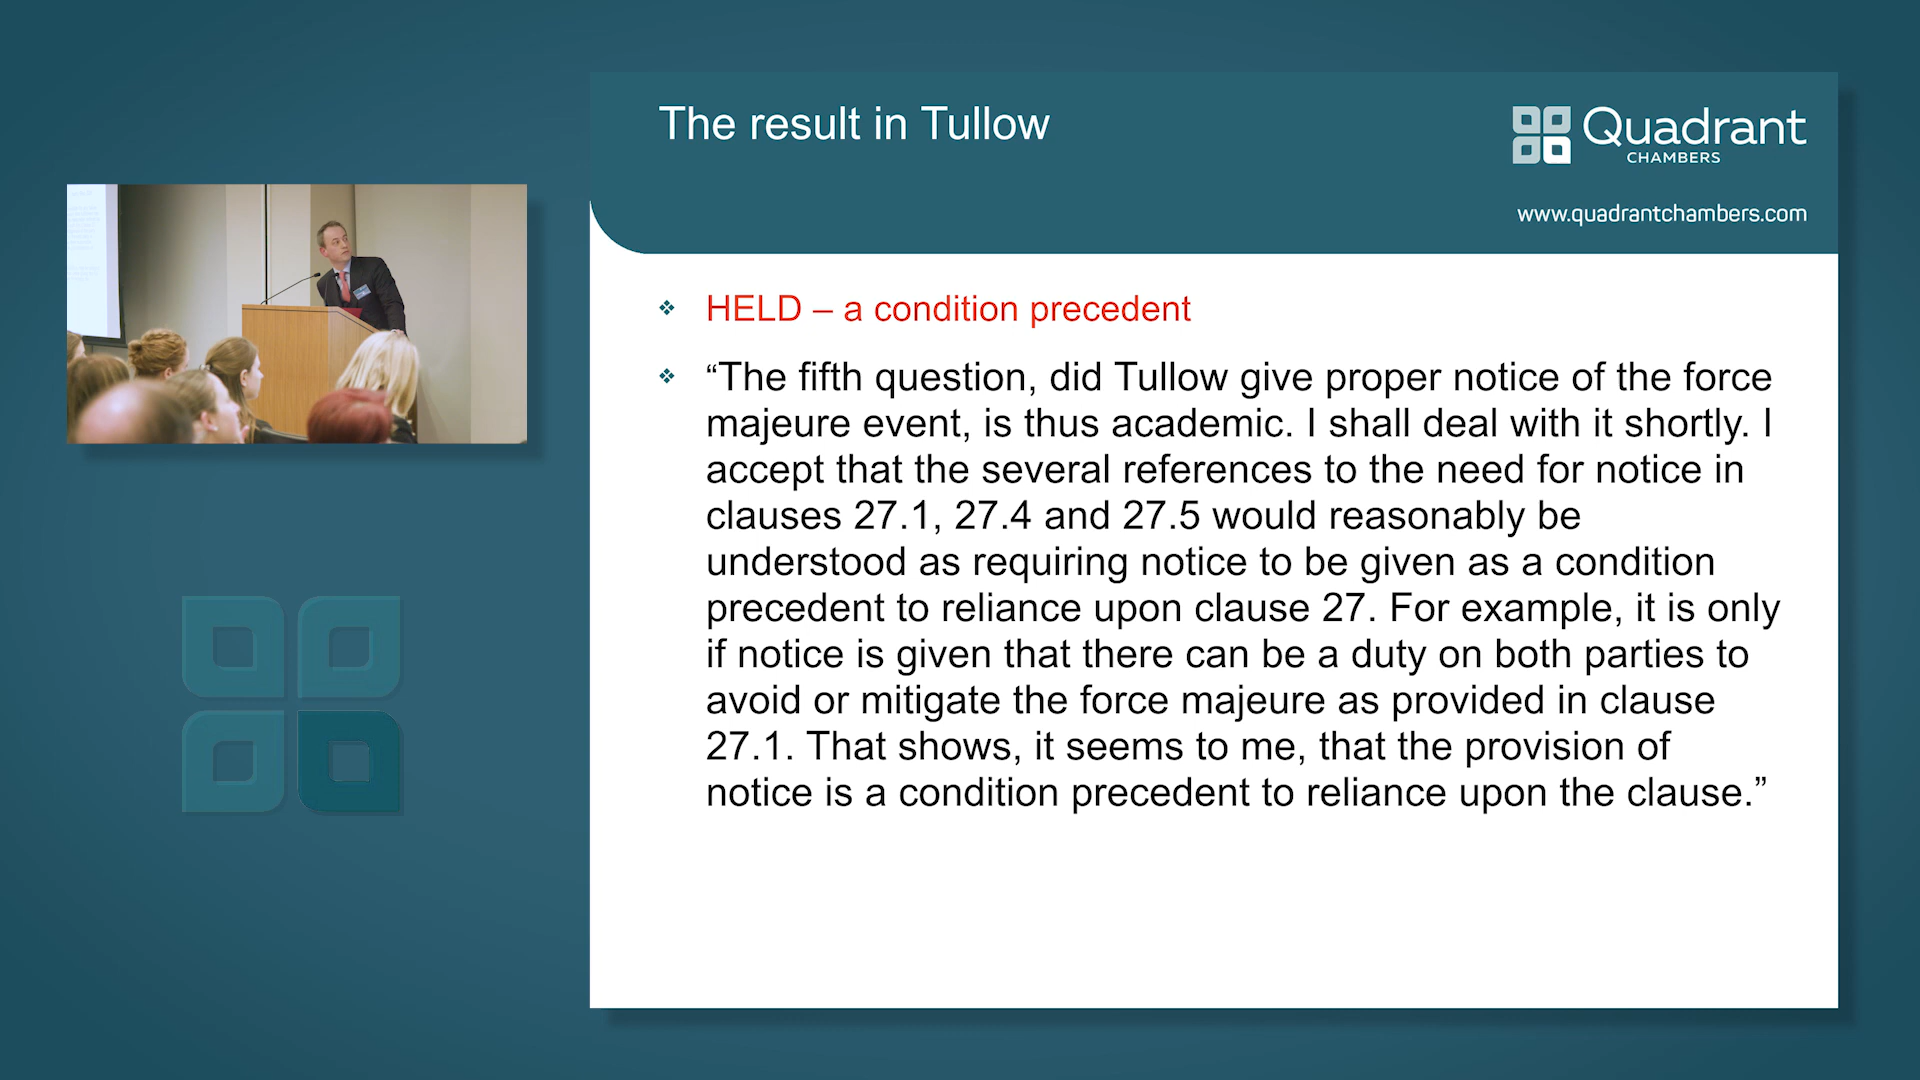 The result in Tullow
Quadrant
CHAMBERS
www.quadrantchambers.com
HELD – a condition precedent
“The fifth question, did Tullow give proper notice of the force
majeure event, is thus academic. I shall deal with it shortly. I
accept that the several references to the need for notice in
clauses 27.1, 27.4 and 27.5 would reasonably be
understood as requiring notice to be given as a condition
precedent to reliance upon clause 27. For example, it is only
if notice is given that there can be a duty on both parties to
avoid or mitigate the force majeure as provided in clause
27.1. That shows, it seems to me, that the provision of
notice is a condition precedent to reliance upon the clause.”